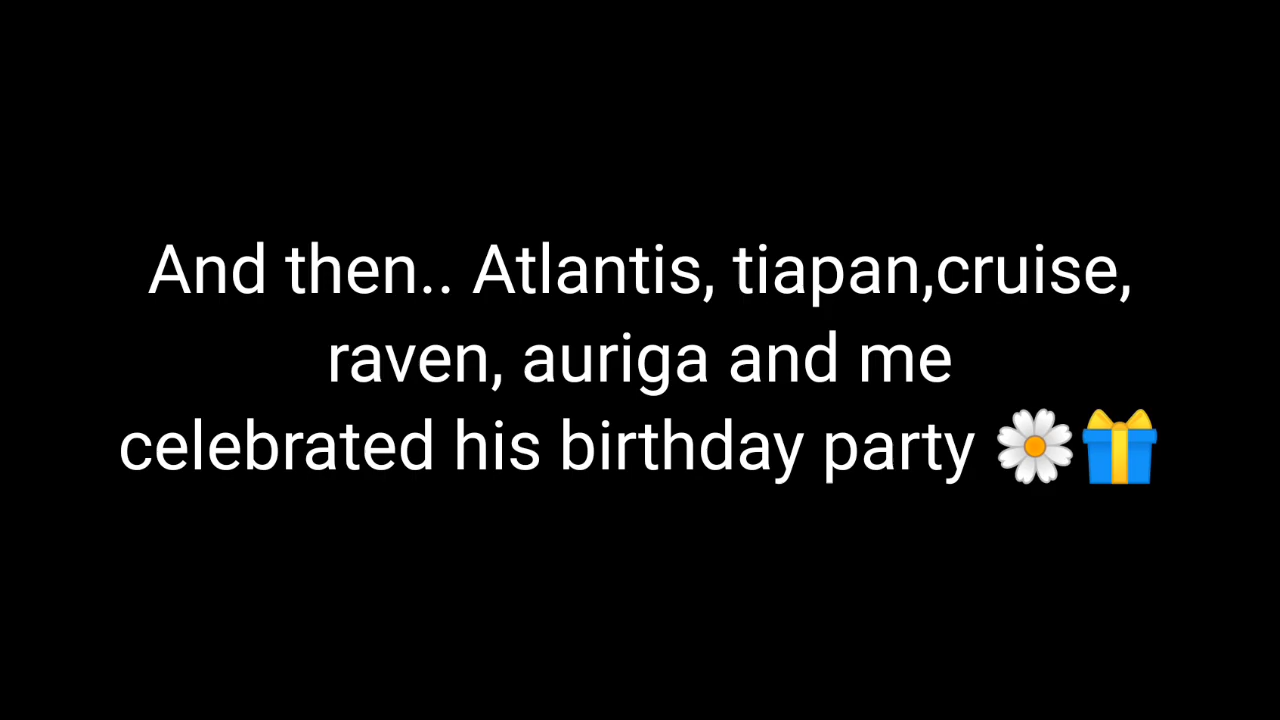 And then.. Atlantis, tiapan,cruise,
raven, auriga and me
celebrated his birthday party 🌼🎁